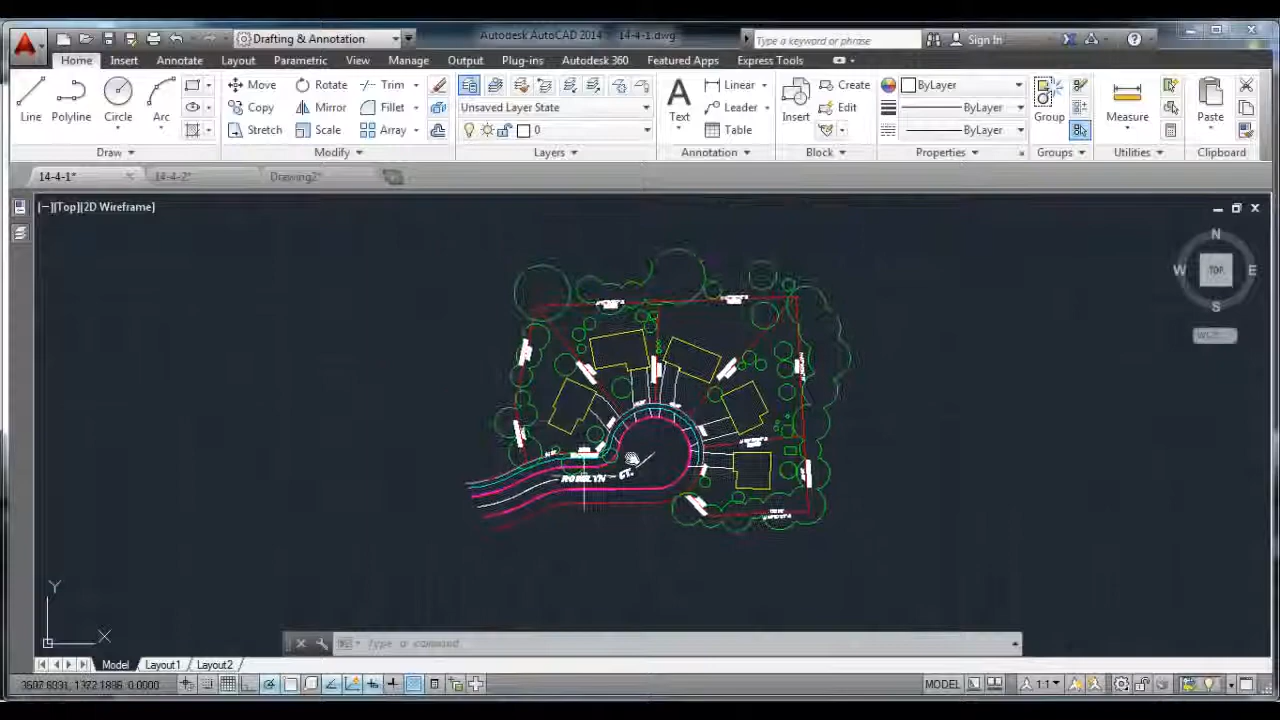 Drafting & Annotation
Autodesk AutoCAD 2014 14-4-1.dwg
Type a keyword or phrase
Sign In
Home Insert Annotate Layout Parametric View Manage Output Plug-ins Autodesk 360 Featured Apps Express Tools
Move Rotate Trim
Linear
Create
ByLayer
Line Polyline Circle Arc
Copy Mirror Fillet
Unsaved Layer State
Text
Leader
Insert
Edit
ByLayer
Group
Measure
Paste
Stretch Scale Array
0
Table
ByLayer
Draw Modify Layers Annotation Block Properties Groups Utilities Clipboard
14-4-1* 14-4-2* Drawing2*
[–][Top][2D Wireframe]
N
W TOP E
S
ROSSLYN CT.
Y
X
Type a command
Model Layout1 Layout2
MODEL 1:1